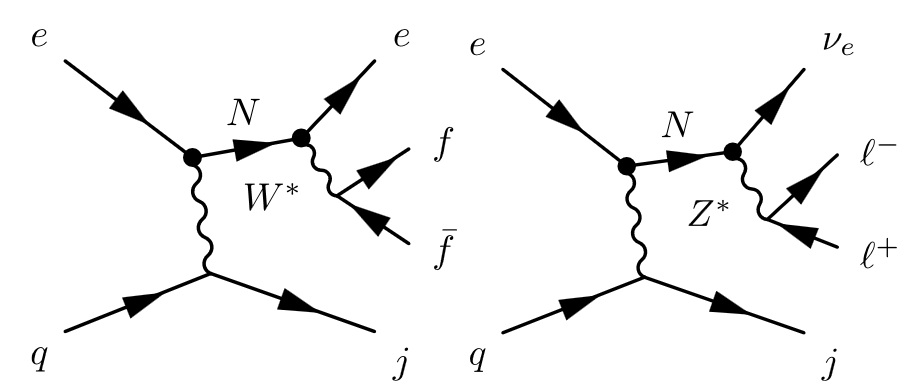 e e e ν_e
N N
f ℓ⁻
W* Z*
f̄ ℓ⁺
q j q j